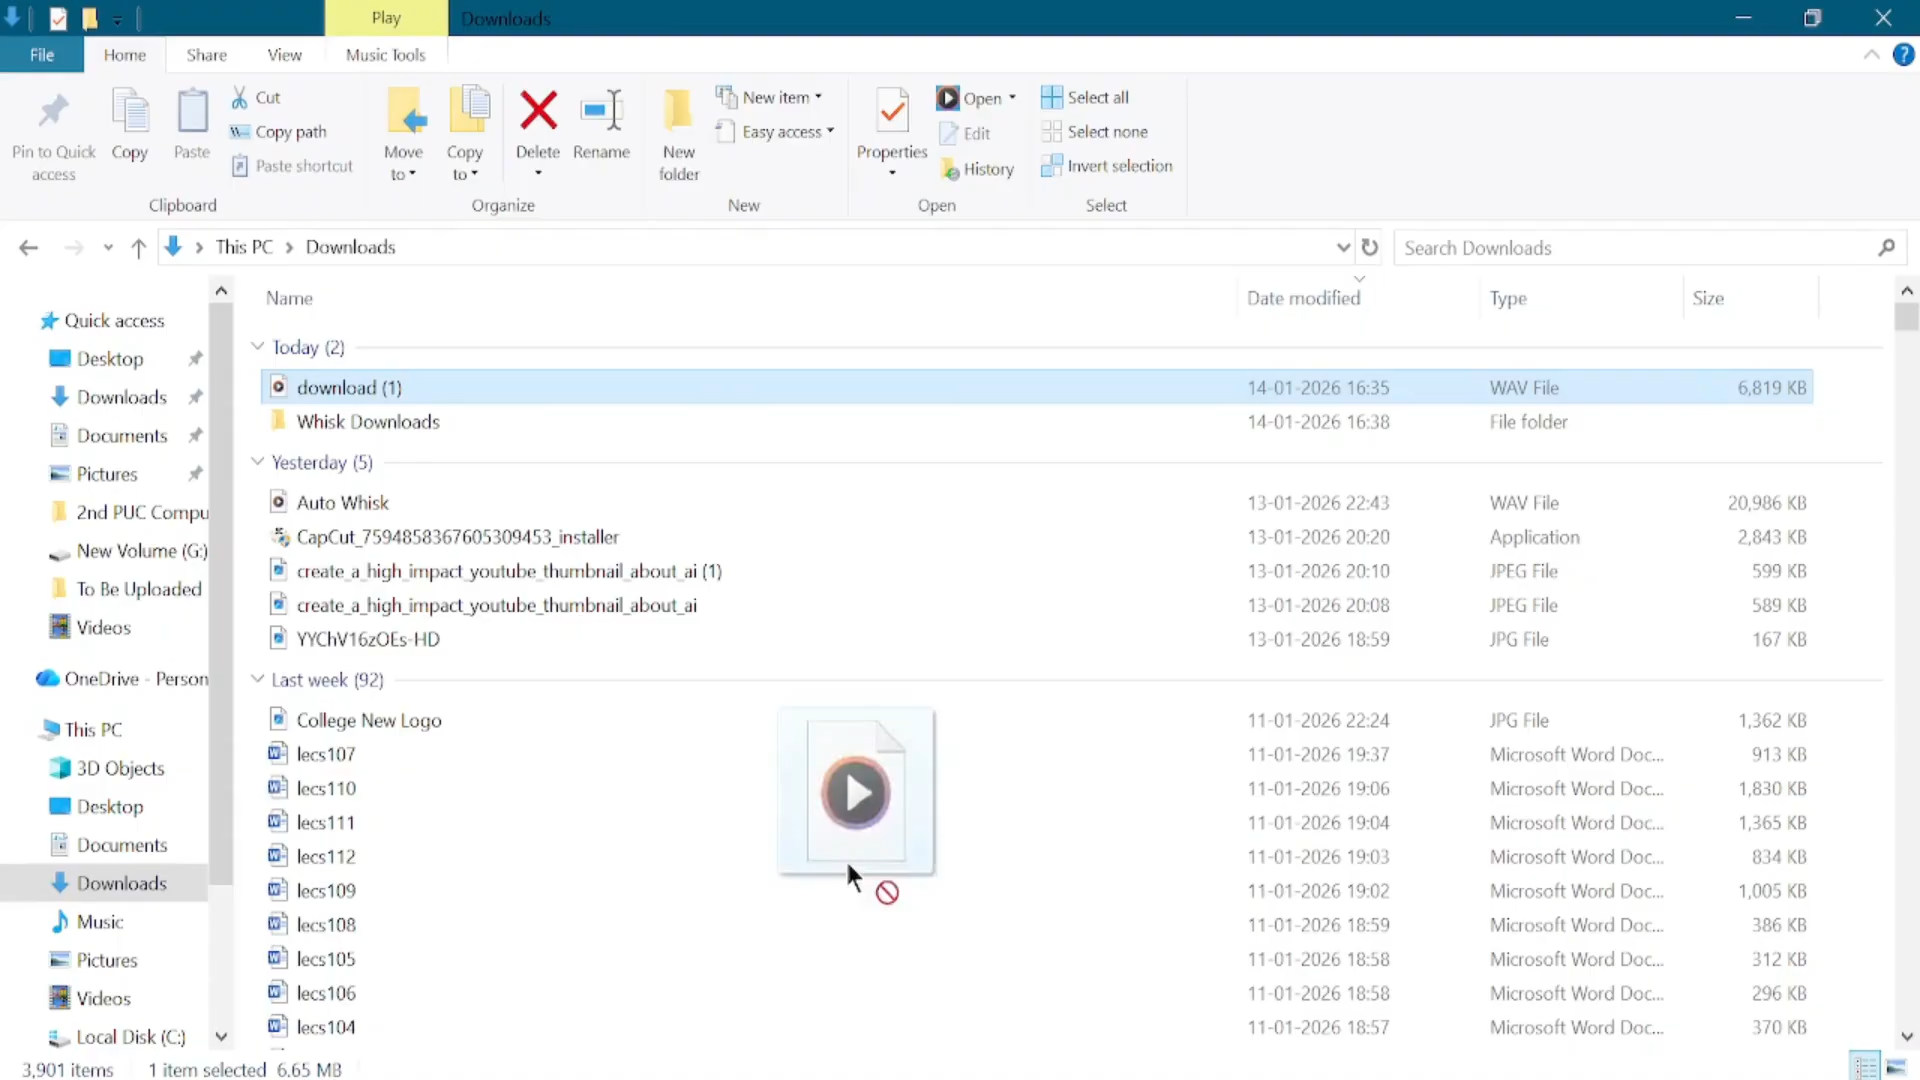 Play
Downloads
File
Home
Share
View
Music Tools
Pin to Quick access
Copy
Paste
Cut
Copy path
Paste shortcut
Clipboard
Move to
Copy to
Delete
Rename
Organize
New folder
New item
Easy access
New
Properties
Open
Edit
History
Open
Select all
Select none
Invert selection
Select
This PC
Downloads
Search Downloads
Name
Date modified
Type
Size
Quick access
Desktop
Downloads
Documents
Pictures
2nd PUC Compu
New Volume (G:)
To Be Uploaded
Videos
OneDrive - Person
This PC
3D Objects
Desktop
Documents
Downloads
Music
Pictures
Videos
Local Disk (C:)
Today (2)
download (1) 14-01-2026 16:35 WAV File 6,819 KB
Whisk Downloads 14-01-2026 16:38 File folder
Yesterday (5)
Auto Whisk 13-01-2026 22:43 WAV File 20,986 KB
CapCut_7594858367605309453_installer 13-01-2026 20:20 Application 2,843 KB
create_a_high_impact_youtube_thumbnail_about_ai (1) 13-01-2026 20:10 JPEG File 599 KB
create_a_high_impact_youtube_thumbnail_about_ai 13-01-2026 20:08 JPEG File 589 KB
YYChV16zOEs-HD 13-01-2026 18:59 JPG File 167 KB
Last week (92)
College New Logo 11-01-2026 22:24 JPG File 1,362 KB
lecs107 11-01-2026 19:37 Microsoft Word Doc... 913 KB
lecs110 11-01-2026 19:06 Microsoft Word Doc... 1,830 KB
lecs111 11-01-2026 19:04 Microsoft Word Doc... 1,365 KB
lecs112 11-01-2026 19:03 Microsoft Word Doc... 834 KB
lecs109 11-01-2026 19:02 Microsoft Word Doc... 1,005 KB
lecs108 11-01-2026 18:59 Microsoft Word Doc... 386 KB
lecs105 11-01-2026 18:58 Microsoft Word Doc... 312 KB
lecs106 11-01-2026 18:58 Microsoft Word Doc... 296 KB
lecs104 11-01-2026 18:57 Microsoft Word Doc... 370 KB
3,901 items
1 item selected 6.65 MB